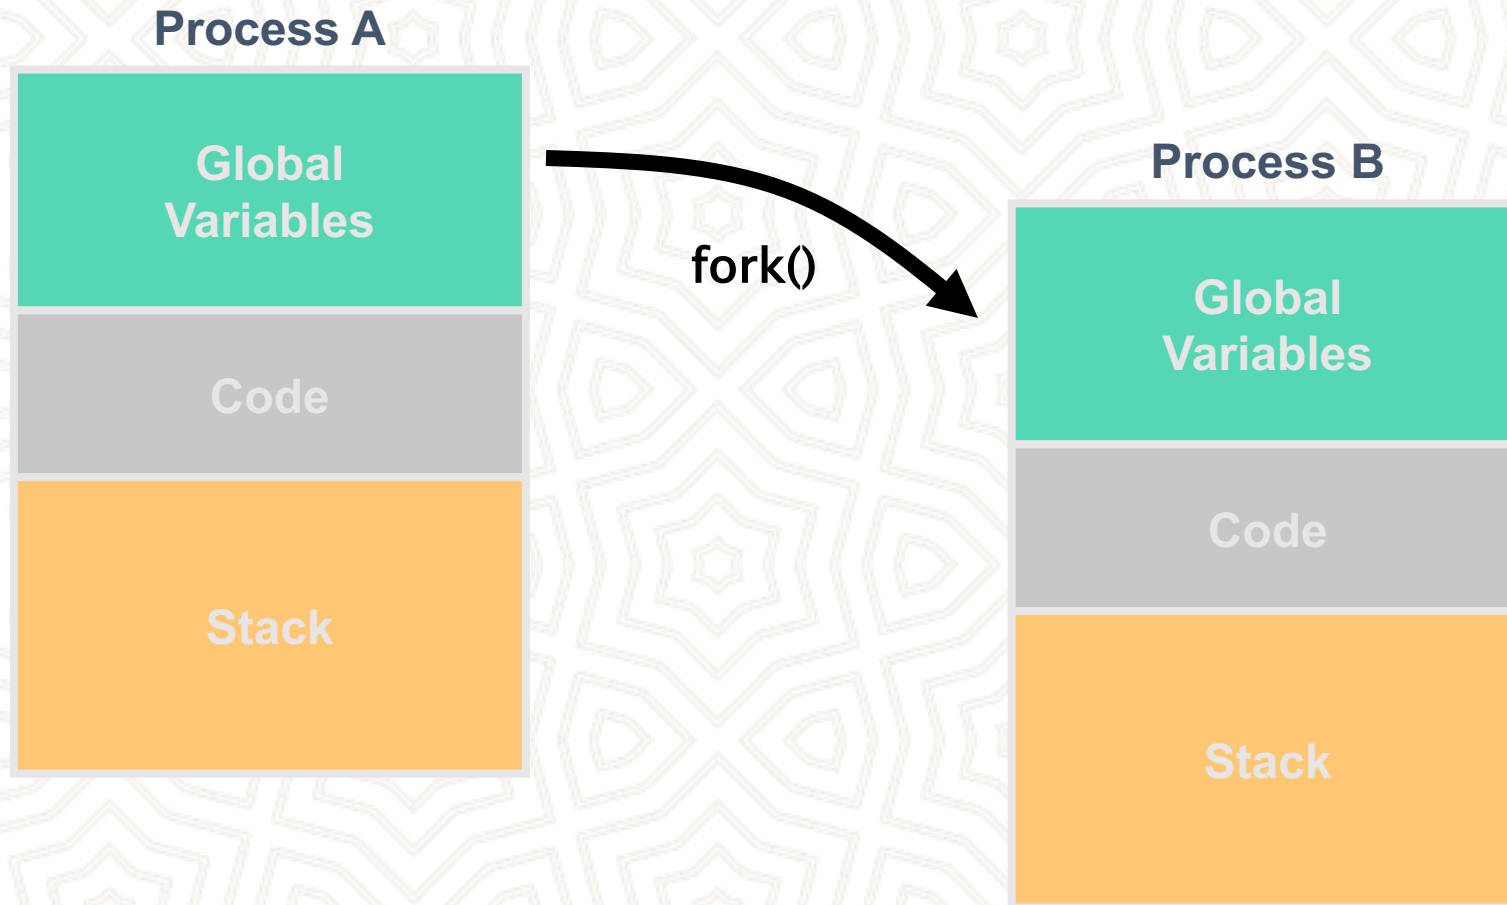 Process A
Global
Variables
Code
Stack
fork()
Process B
Global
Variables
Code
Stack